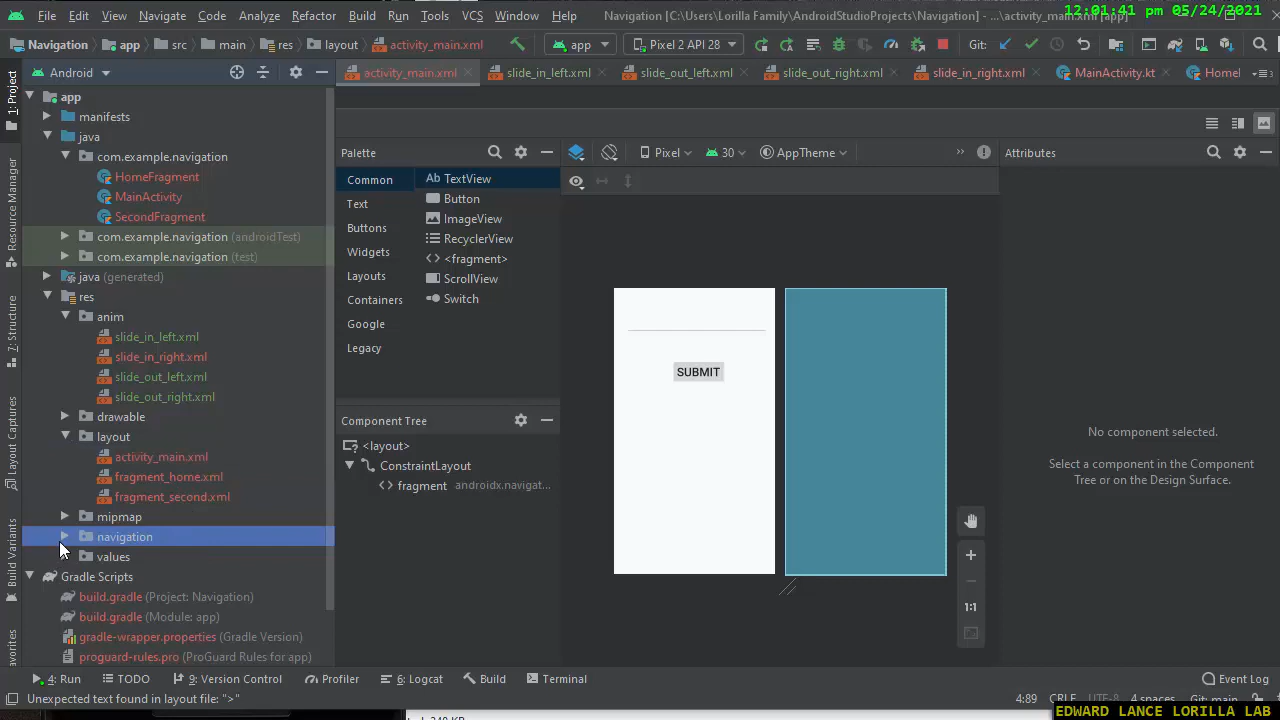 File Edit View Navigate Code Analyze Refactor Build Run Tools VCS Window Help Navigation [C:\Users\Lorilla Family\AndroidStudioProjects\Navigation] - ...\activity_main.xml [app]
12:01:41 pm 05/24/2021
Navigation app src main res layout activity_main.xml app Pixel 2 API 28 Git:
Android activity_main.xml slide_in_left.xml slide_out_left.xml slide_out_right.xml slide_in_right.xml MainActivity.kt HomeI
1: Project
Resource Manager
7: Structure
Layout Captures
Build Variants
avorites
app
manifests
java
com.example.navigation
HomeFragment
MainActivity
SecondFragment
com.example.navigation (androidTest)
com.example.navigation (test)
java (generated)
res
anim
slide_in_left.xml
slide_in_right.xml
slide_out_left.xml
slide_out_right.xml
drawable
layout
activity_main.xml
fragment_home.xml
fragment_second.xml
mipmap
navigation
values
Gradle Scripts
build.gradle (Project: Navigation)
build.gradle (Module: app)
gradle-wrapper.properties (Gradle Version)
proguard-rules.pro (ProGuard Rules for app)
Palette
Common
Text
Buttons
Widgets
Layouts
Containers
Google
Legacy
Ab TextView
Button
ImageView
RecyclerView
<fragment>
ScrollView
Switch
Component Tree
<layout>
ConstraintLayout
fragment androidx.navigat...
Pixel 30 AppTheme
SUBMIT
1:1
Attributes
No component selected.
Select a component in the Component
Tree or on the Design Surface.
4: Run TODO 9: Version Control Profiler 6: Logcat Build Terminal Event Log
Unexpected text found in layout file: ">" 4:89 CRLF UTF-8 4 spaces Git: main
EDWARD LANCE LORILLA LAB